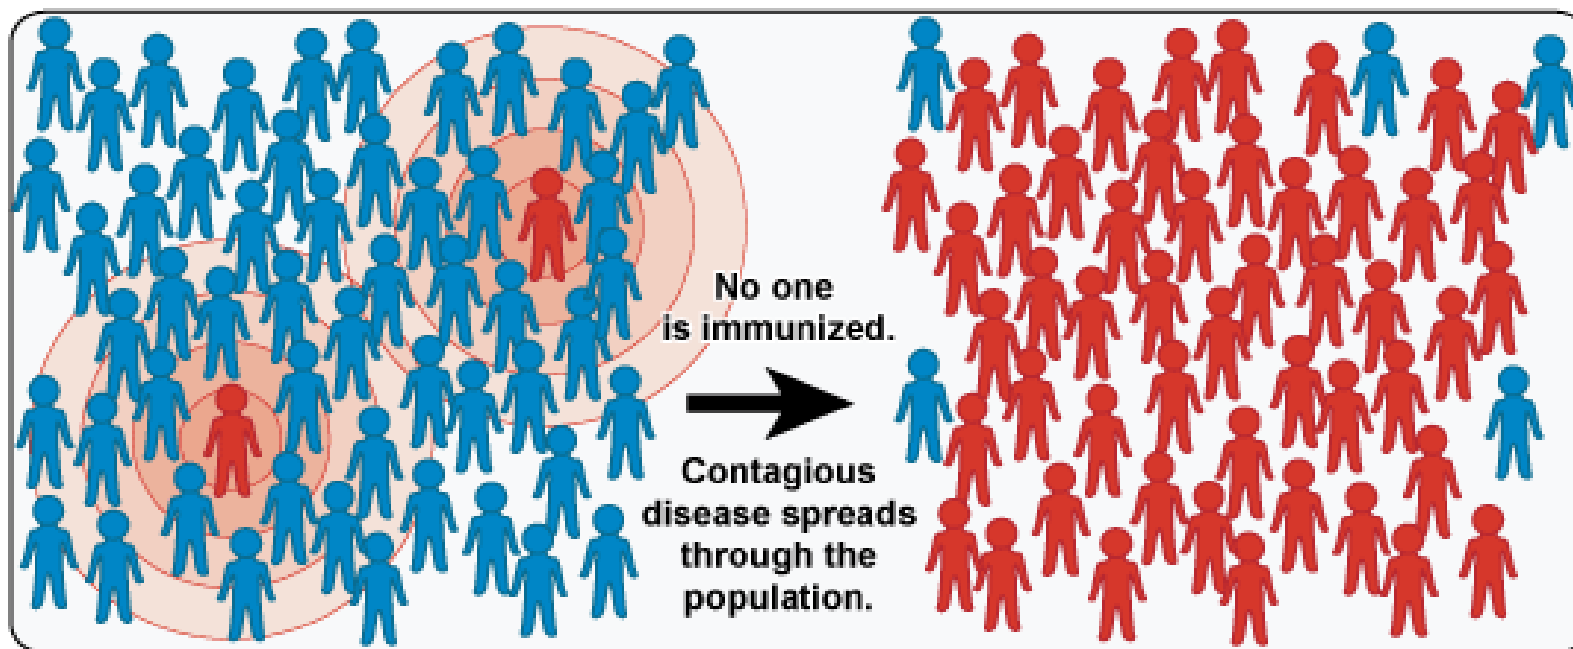 No one
is immunized.
Contagious
disease spreads
through the
population.